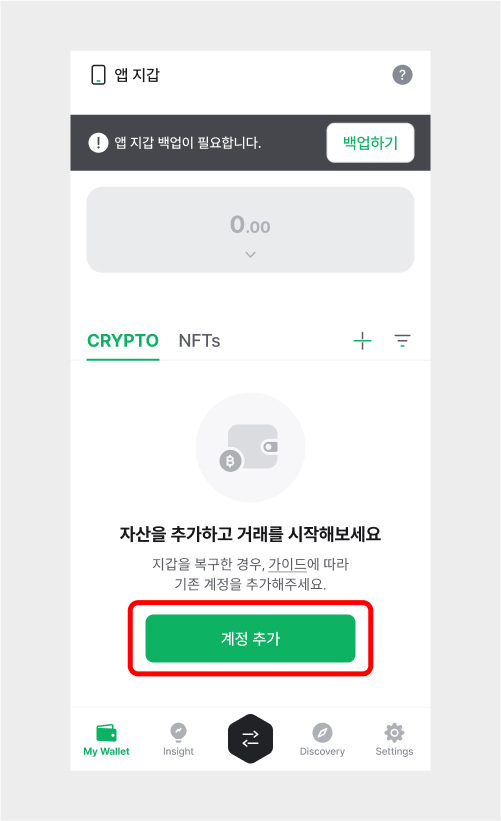 앱 지갑
?
! 앱 지갑 백업이 필요합니다.
백업하기
0.00
CRYPTO NFTs
자산을 추가하고 거래를 시작해보세요
지갑을 복구한 경우, 가이드에 따라
기존 계정을 추가해주세요.
계정 추가
My Wallet Insight Discovery Settings